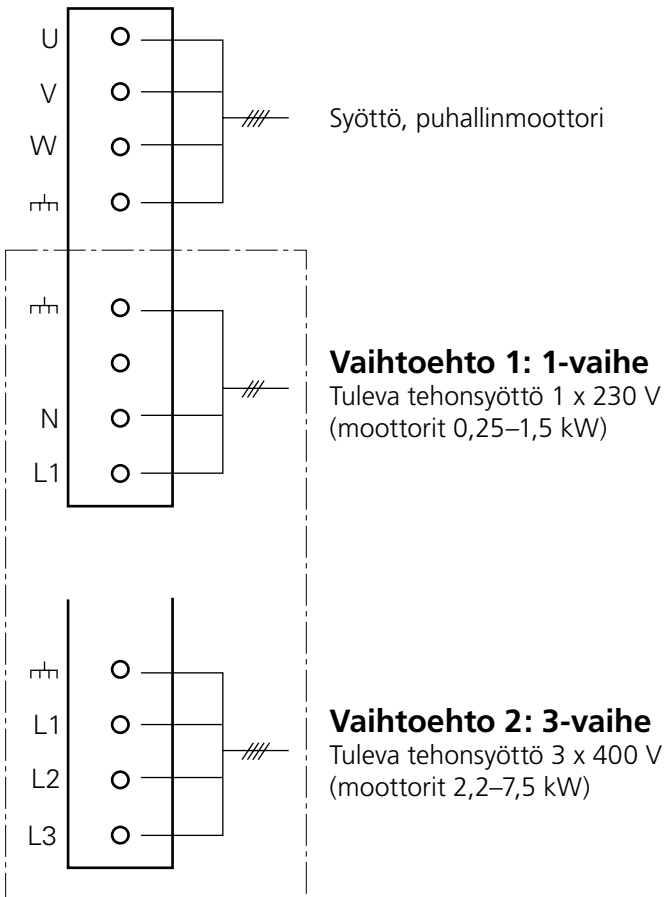 U
V
W
Syöttö, puhallinmoottori
Vaihtoehto 1: 1-vaihe
Tuleva tehonsyöttö 1 x 230 V
(moottorit 0,25–1,5 kW)
N
L1
Vaihtoehto 2: 3-vaihe
Tuleva tehonsyöttö 3 x 400 V
(moottorit 2,2–7,5 kW)
L1
L2
L3